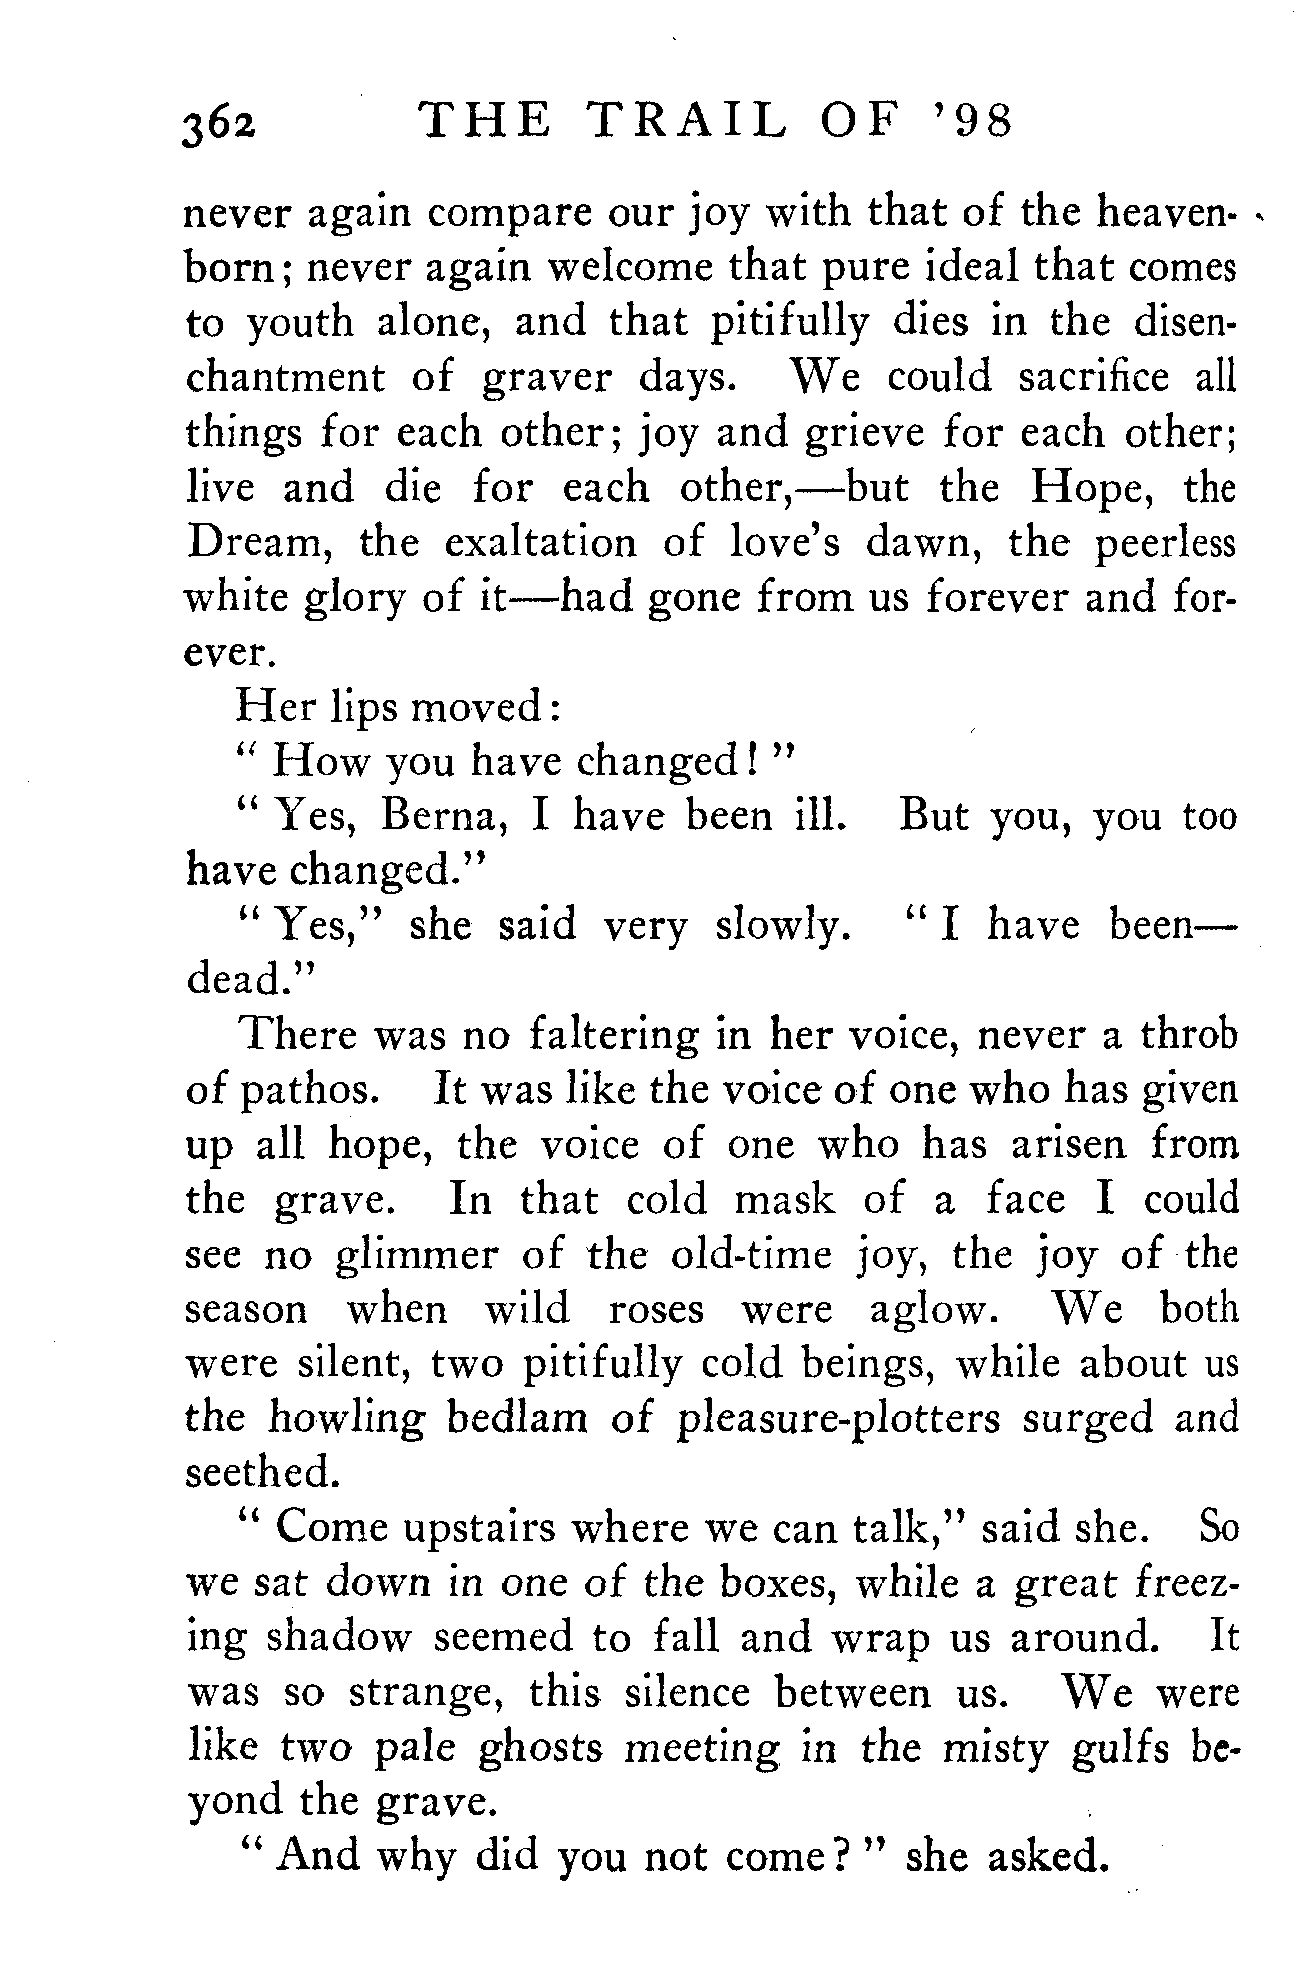 362 THE TRAIL OF '98
never again compare our joy with that of the heaven-
born; never again welcome that pure ideal that comes
to youth alone, and that pitifully dies in the disen-
chantment of graver days. We could sacrifice all
things for each other; joy and grieve for each other;
live and die for each other,—but the Hope, the
Dream, the exaltation of love's dawn, the peerless
white glory of it—had gone from us forever and for-
ever.
Her lips moved:
" How you have changed! "
" Yes, Berna, I have been ill. But you, you too
have changed."
" Yes," she said very slowly. " I have been—
dead."
There was no faltering in her voice, never a throb
of pathos. It was like the voice of one who has given
up all hope, the voice of one who has arisen from
the grave. In that cold mask of a face I could
see no glimmer of the old-time joy, the joy of the
season when wild roses were aglow. We both
were silent, two pitifully cold beings, while about us
the howling bedlam of pleasure-plotters surged and
seethed.
" Come upstairs where we can talk," said she. So
we sat down in one of the boxes, while a great freez-
ing shadow seemed to fall and wrap us around. It
was so strange, this silence between us. We were
like two pale ghosts meeting in the misty gulfs be-
yond the grave.
" And why did you not come? " she asked.